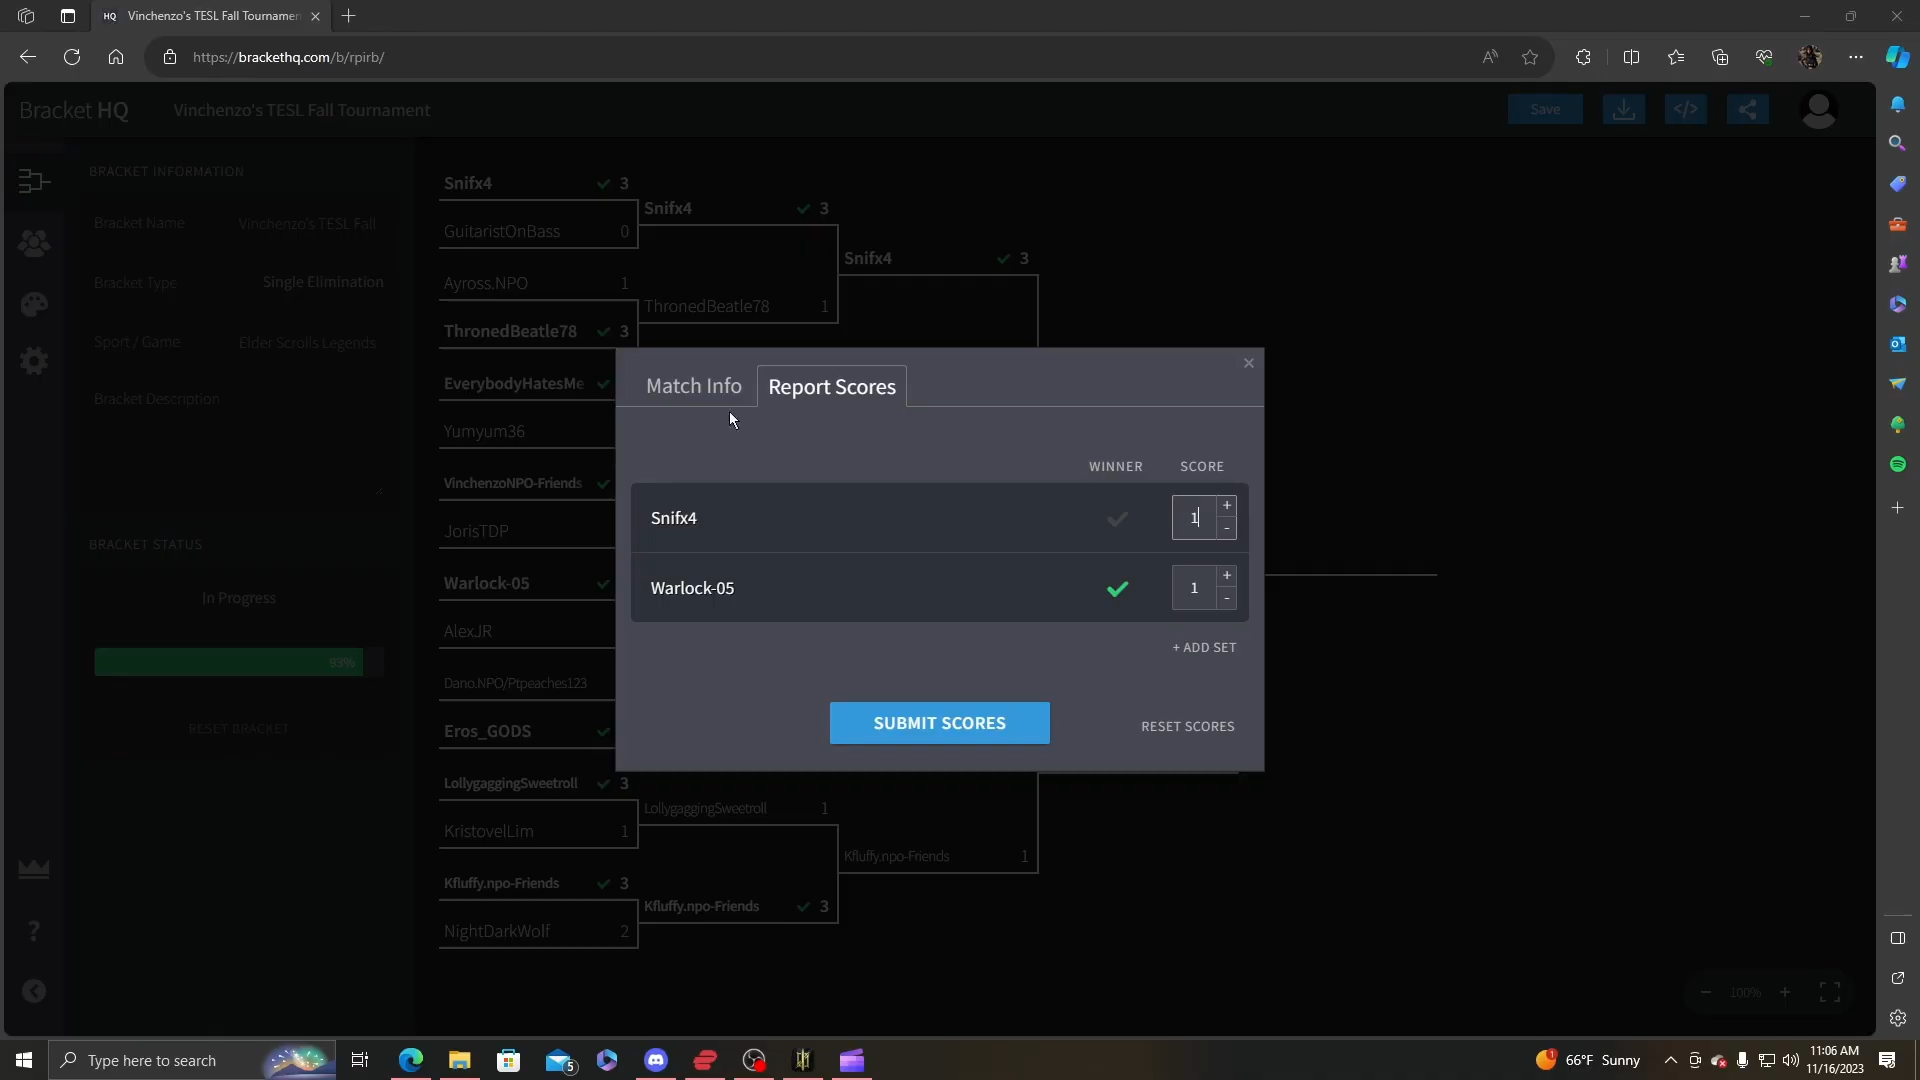 HQ Vinchenzo's TESL Fall Tournamen
https://brackethq.com/b/rpirb/
Bracket HQ
Vinchenzo's TESL Fall Tournament
Save
BRACKET INFORMATION
Bracket Name Vinchenzo's TESL Fall
Bracket Type Single Elimination
Sport / Game Elder Scrolls Legends
Bracket Description
BRACKET STATUS
In Progress
93%
RESET BRACKET
Snifx4 3
GuitaristOnBass 0
Ayross.NPO 1
ThronedBeatle78 3
EverybodyHatesMe
Yumyum36
VinchenzoNPO-Friends
JorisTDP
Warlock-05
AlexJR
Dano.NPO/Ptpeaches123
Eros_GODS
LollygaggingSweetroll 3
KristovelLim 1
Kfluffy.npo-Friends 3
NightDarkWolf 2
Snifx4 3
ThronedBeatle78 1
LollygaggingSweetroll 1
Kfluffy.npo-Friends 3
Snifx4 3
Kfluffy.npo-Friends 1
Match Info
Report Scores
WINNER SCORE
Snifx4 1 + -
Warlock-05 1 + -
+ ADD SET
SUBMIT SCORES
RESET SCORES
100%
Type here to search
5
1
66°F Sunny
11:06 AM
11/16/2023